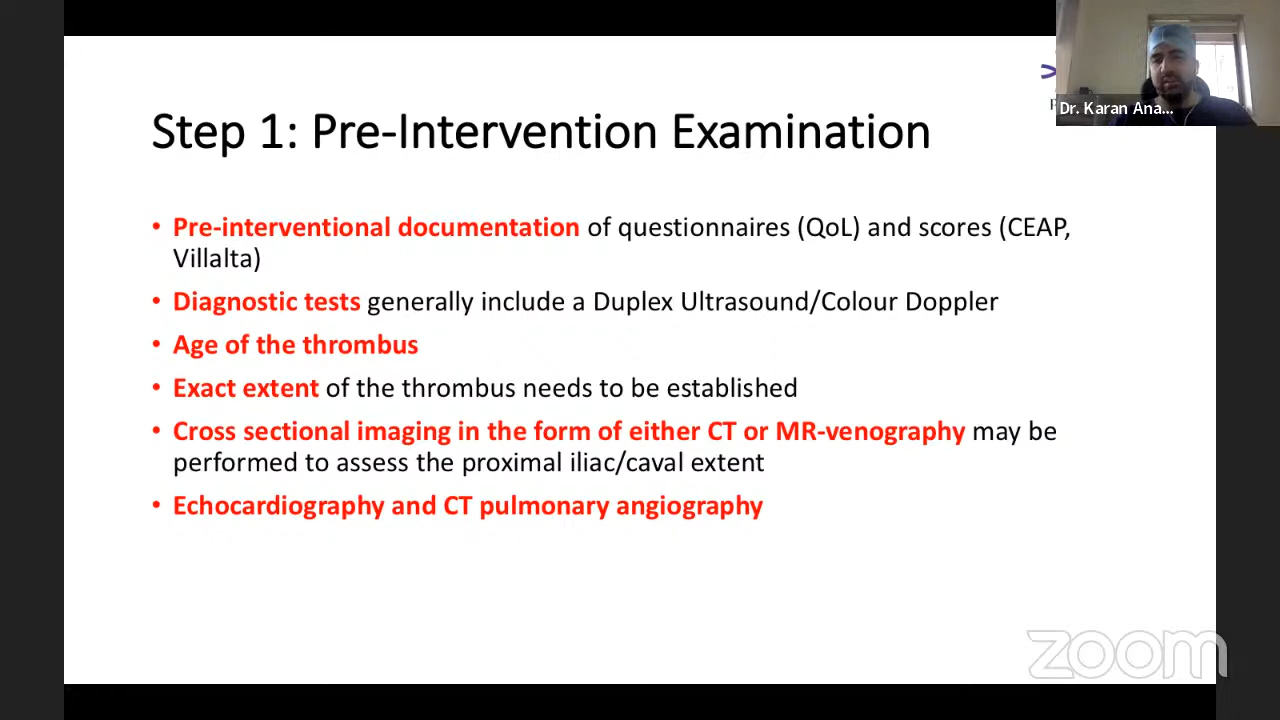 Step 1: Pre-Intervention Examination
• Pre-interventional documentation of questionnaires (QoL) and scores (CEAP,
Villalta)
• Diagnostic tests generally include a Duplex Ultrasound/Colour Doppler
• Age of the thrombus
• Exact extent of the thrombus needs to be established
• Cross sectional imaging in the form of either CT or MR-venography may be
performed to assess the proximal iliac/caval extent
• Echocardiography and CT pulmonary angiography
Dr. Karan Ana...
zoom